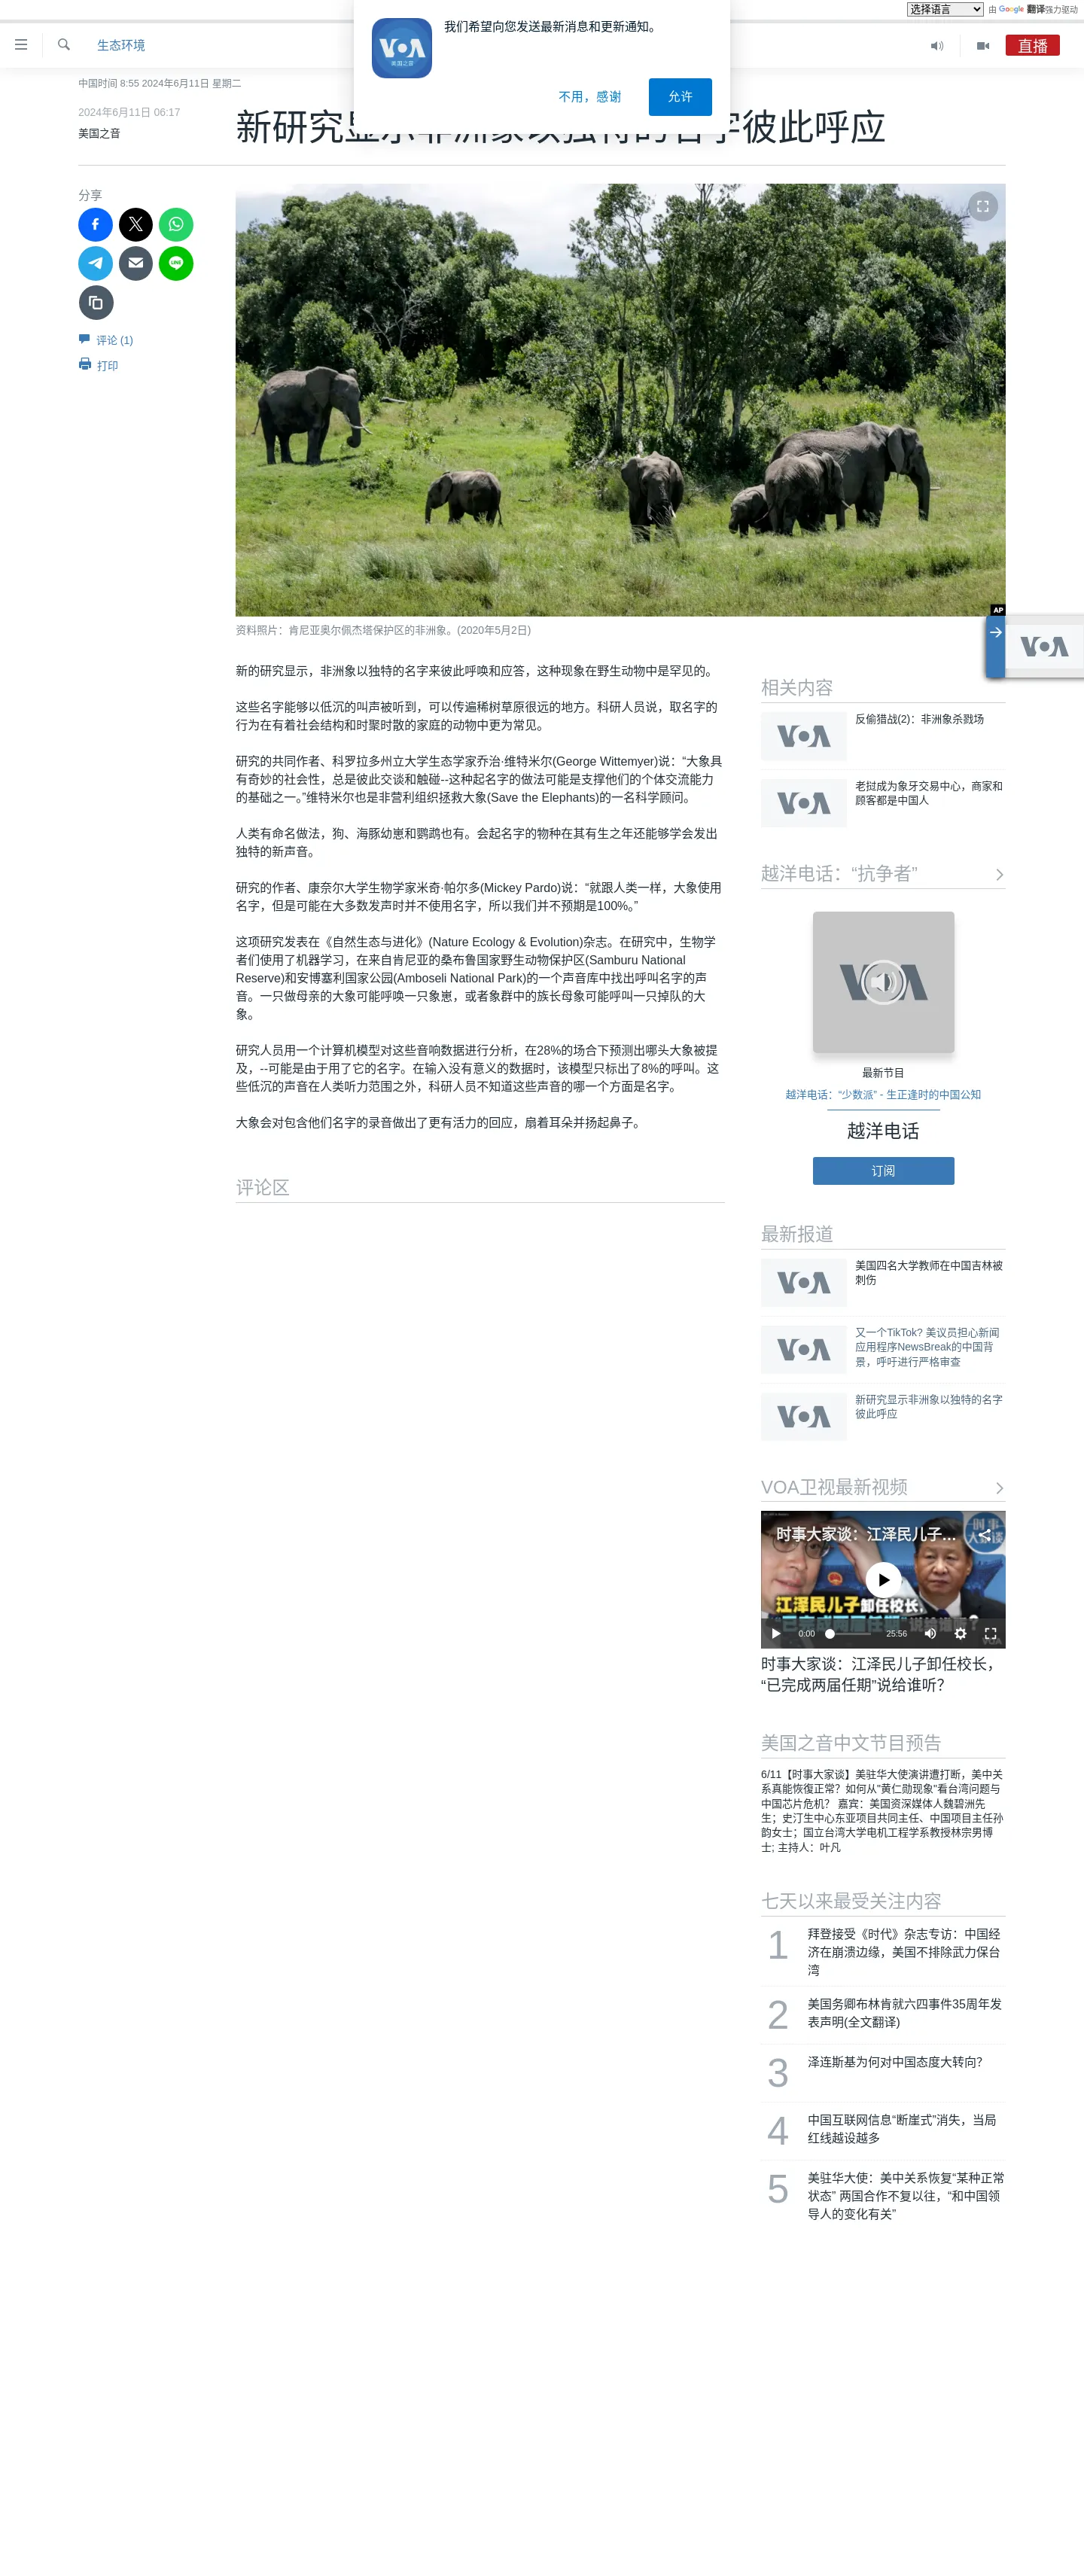 选择语言
由 Google 翻译强力驱动
我们希望向您发送最新消息和更新通知。
VOA
美国之音
不用，感谢
允许
生态环境
直播
中国时间 8:55 2024年6月11日 星期二
2024年6月11日 06:17
美国之音
新研究显示非洲象以独特的名字彼此呼应
分享
LINE
评论 (1)
打印
AP
资料照片：肯尼亚奥尔佩杰塔保护区的非洲象。(2020年5月2日)
VOA
新的研究显示，非洲象以独特的名字来彼此呼唤和应答，这种现象在野生动物中是罕见的。
这些名字能够以低沉的叫声被听到，可以传遍稀树草原很远的地方。科研人员说，取名字的
行为在有着社会结构和时聚时散的家庭的动物中更为常见。
研究的共同作者、科罗拉多州立大学生态学家乔治·维特米尔(George Wittemyer)说：“大象具
有奇妙的社会性，总是彼此交谈和触碰--这种起名字的做法可能是支撑他们的个体交流能力
的基础之一。”维特米尔也是非营利组织拯救大象(Save the Elephants)的一名科学顾问。
人类有命名做法，狗、海豚幼崽和鹦鹉也有。会起名字的物种在其有生之年还能够学会发出
独特的新声音。
研究的作者、康奈尔大学生物学家米奇·帕尔多(Mickey Pardo)说：“就跟人类一样，大象使用
名字，但是可能在大多数发声时并不使用名字，所以我们并不预期是100%。”
这项研究发表在《自然生态与进化》(Nature Ecology & Evolution)杂志。在研究中，生物学
者们使用了机器学习，在来自肯尼亚的桑布鲁国家野生动物保护区(Samburu National
Reserve)和安博塞利国家公园(Amboseli National Park)的一个声音库中找出呼叫名字的声
音。一只做母亲的大象可能呼唤一只象崽，或者象群中的族长母象可能呼叫一只掉队的大
象。
研究人员用一个计算机模型对这些音响数据进行分析，在28%的场合下预测出哪头大象被提
及，--可能是由于用了它的名字。在输入没有意义的数据时，该模型只标出了8%的呼叫。这
些低沉的声音在人类听力范围之外，科研人员不知道这些声音的哪一个方面是名字。
大象会对包含他们名字的录音做出了更有活力的回应，扇着耳朵并扬起鼻子。
评论区
相关内容
VOA
反偷猎战(2)：非洲象杀戮场
VOA
老挝成为象牙交易中心，商家和
顾客都是中国人
越洋电话：“抗争者”
VOA
最新节目
越洋电话：“少数派” - 生正逢时的中国公知
越洋电话
订阅
最新报道
VOA
美国四名大学教师在中国吉林被
刺伤
VOA
又一个TikTok? 美议员担心新闻
应用程序NewsBreak的中国背
景，呼吁进行严格审查
VOA
新研究显示非洲象以独特的名字
彼此呼应
VOA卫视最新视频
时事大家谈：江泽民儿子...
时事
大家谈
江泽民儿子卸任校长，
“已完成两届任期”说给谁听？
0:00
25:56
VOA
时事大家谈：江泽民儿子卸任校长，
“已完成两届任期”说给谁听？
美国之音中文节目预告
6/11【时事大家谈】美驻华大使演讲遭打断，美中关
系真能恢復正常？如何从"黄仁勋现象"看台湾问题与
中国芯片危机？ 嘉宾：美国资深媒体人魏碧洲先
生；史汀生中心东亚项目共同主任、中国项目主任孙
韵女士；国立台湾大学电机工程学系教授林宗男博
士; 主持人：叶凡
七天以来最受关注内容
1
拜登接受《时代》杂志专访：中国经
济在崩溃边缘，美国不排除武力保台
湾
2
美国务卿布林肯就六四事件35周年发
表声明(全文翻译)
3
泽连斯基为何对中国态度大转向？
4
中国互联网信息“断崖式”消失，当局
红线越设越多
5
美驻华大使：美中关系恢复“某种正常
状态” 两国合作不复以往，“和中国领
导人的变化有关”